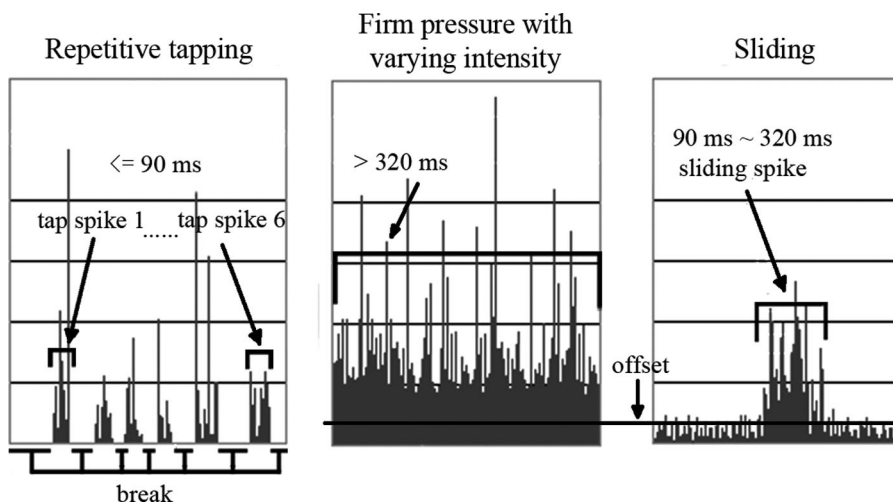 Repetitive tapping
<= 90 ms
tap spike 1 ...... tap spike 6
break
Firm pressure with
varying intensity
> 320 ms
offset
Sliding
90 ms ~ 320 ms
sliding spike